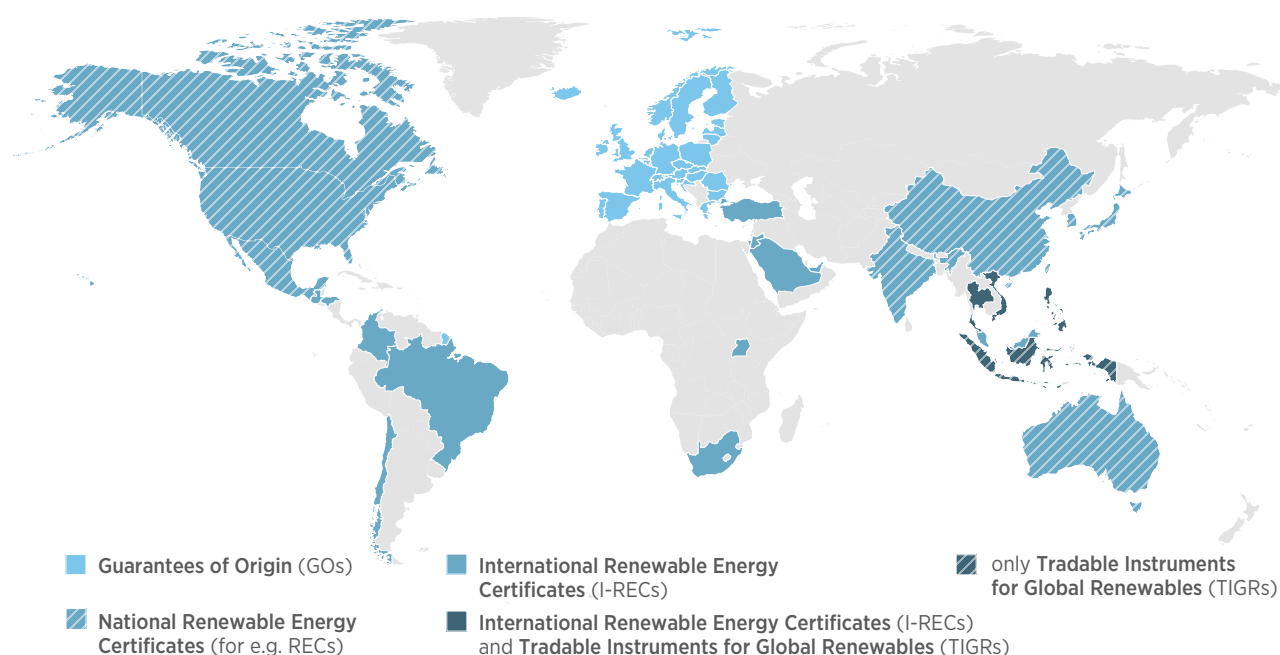 Guarantees of Origin (GOs)
National Renewable Energy
Certificates (for e.g. RECs)
International Renewable Energy
Certificates (I-RECs)
International Renewable Energy Certificates (I-RECs)
and Tradable Instruments for Global Renewables (TIGRs)
only Tradable Instruments
for Global Renewables (TIGRs)